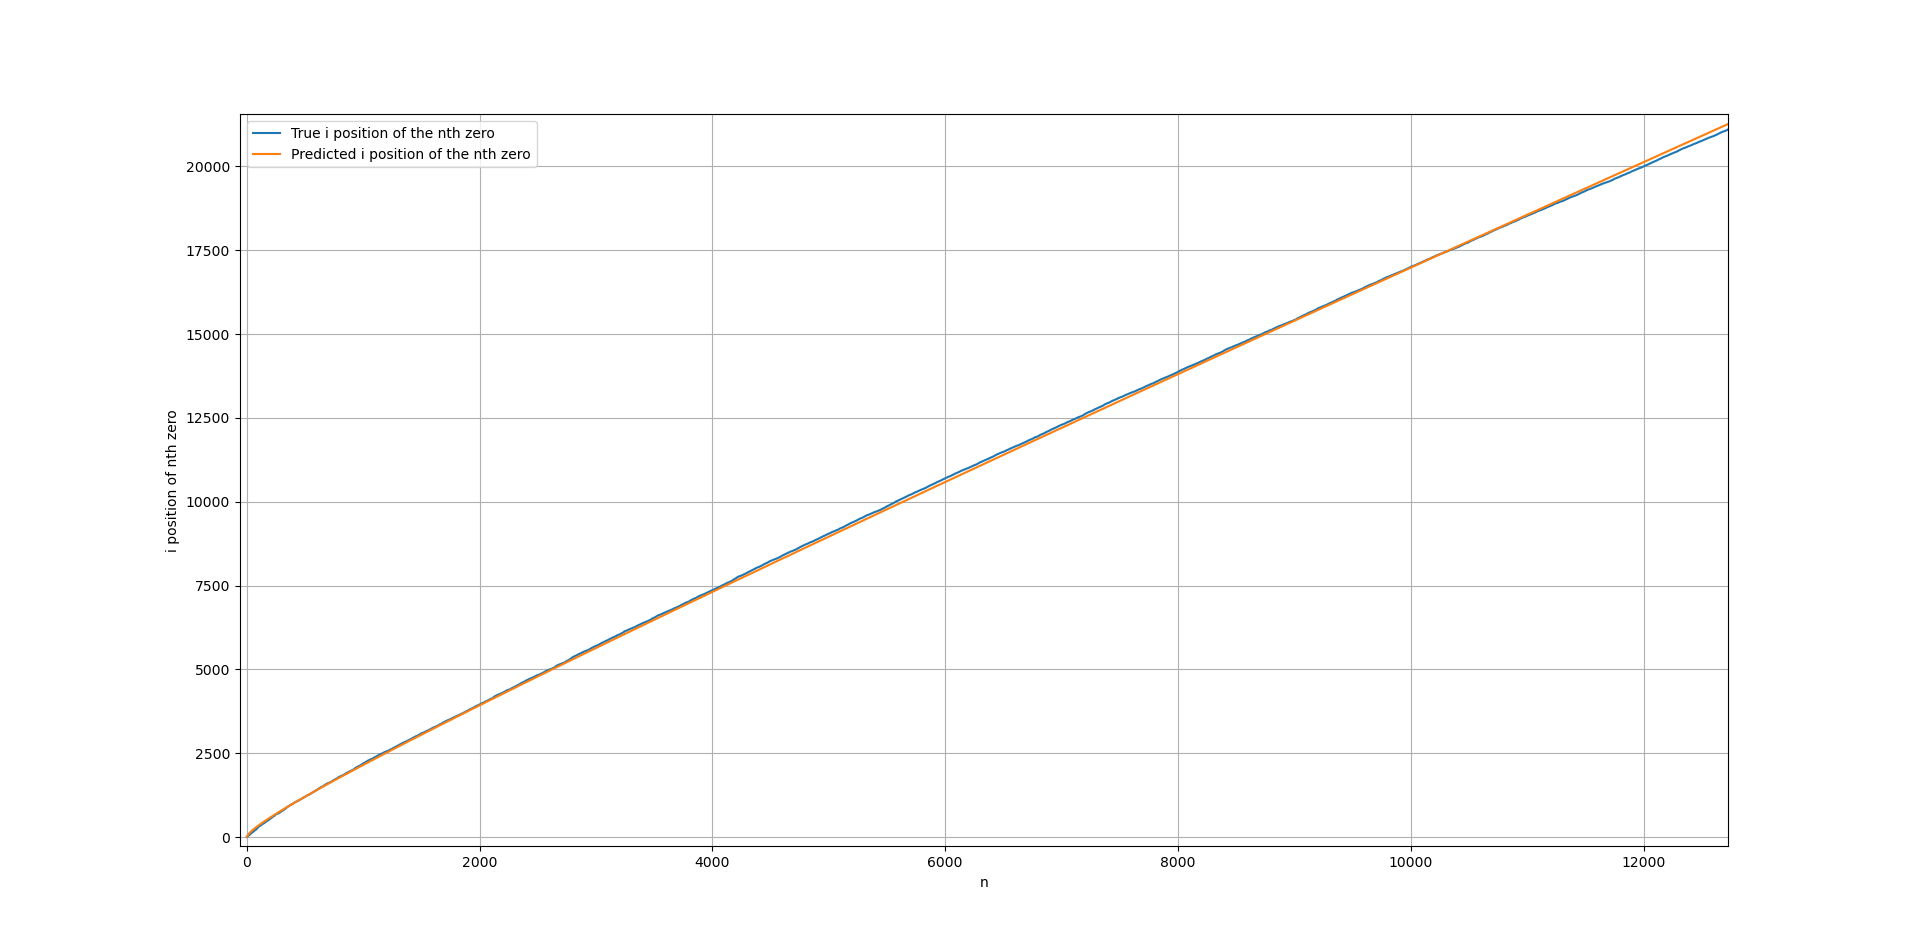 True i position of the nth zero
Predicted i position of the nth zero
20000
17500
15000
12500
10000
7500
5000
2500
0
i position of nth zero
0 2000 4000 6000 8000 10000 12000
n